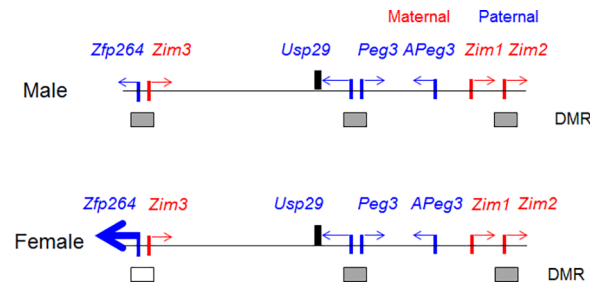 Maternal Paternal
Zfp264 Zim3 Usp29 Peg3 APeg3 Zim1 Zim2
Male
DMR
Zfp264 Zim3 Usp29 Peg3 APeg3 Zim1 Zim2
Female
DMR